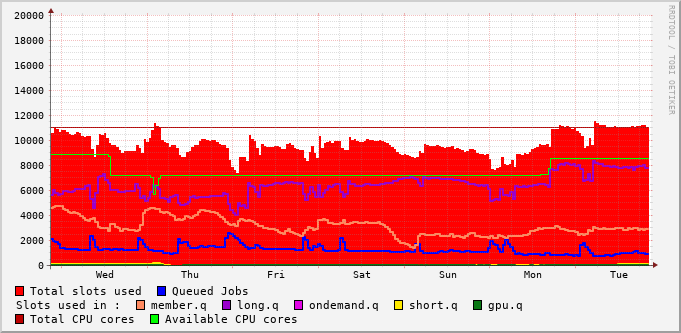 20000
18000
16000
14000
12000
10000
8000
6000
4000
2000
0
Wed Thu Fri Sat Sun Mon Tue
RRDTOOL / TOBI OETIKER
Total slots used Queued Jobs
Slots used in : member.q long.q ondemand.q short.q gpu.q
Total CPU cores Available CPU cores